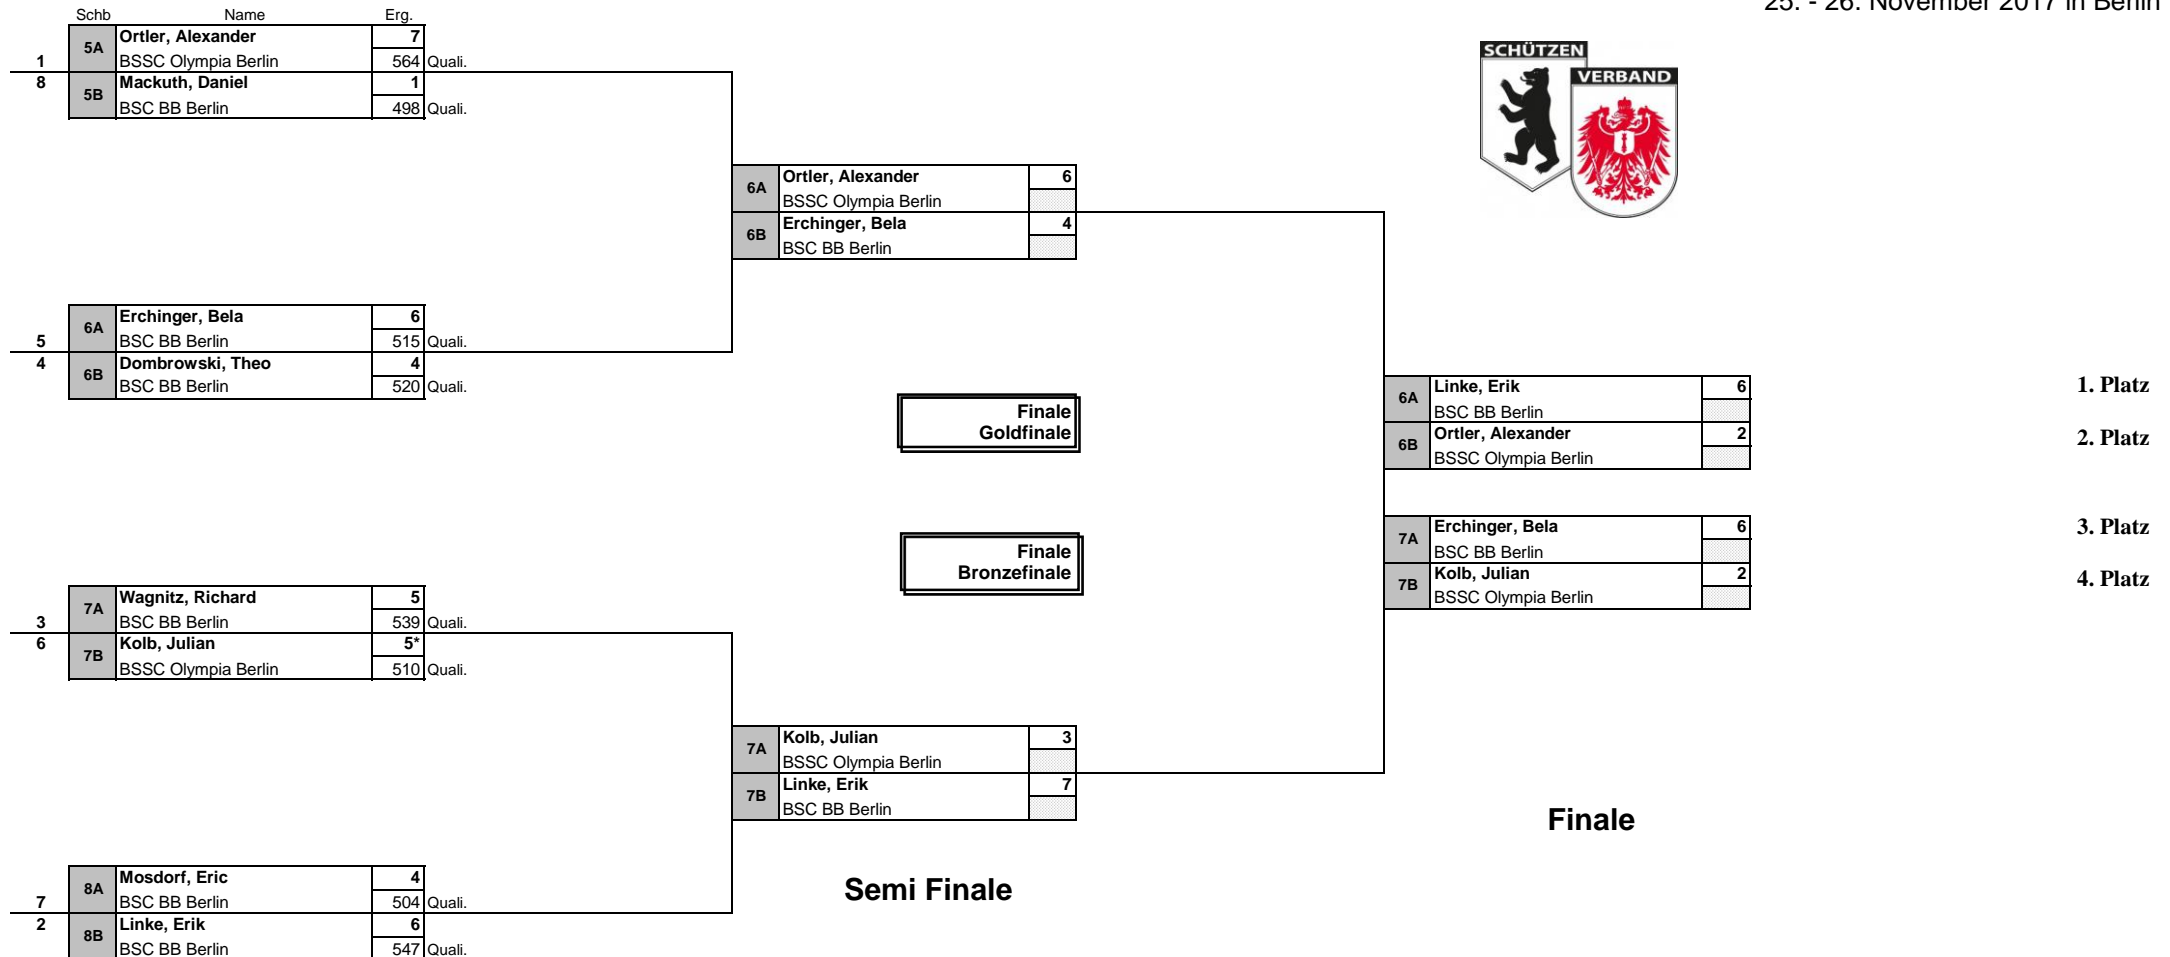 25. - 26. November 2017 in Berlin
Schb Name Erg.
5A Ortler, Alexander 7
1 BSSC Olympia Berlin 564 Quali.
8 Mackuth, Daniel 1
5B BSC BB Berlin 498 Quali.
SCHÜTZEN
VERBAND
6A Ortler, Alexander 6
BSSC Olympia Berlin
6B Erchinger, Bela 4
BSC BB Berlin
6A Erchinger, Bela 6
5 BSC BB Berlin 515 Quali.
4 Dombrowski, Theo 4
6B BSC BB Berlin 520 Quali.
Finale
Goldfinale
6A Linke, Erik 6 1. Platz
BSC BB Berlin
6B Ortler, Alexander 2 2. Platz
BSSC Olympia Berlin
Finale
Bronzefinale
7A Erchinger, Bela 6 3. Platz
BSC BB Berlin
7B Kolb, Julian 2 4. Platz
BSSC Olympia Berlin
7A Wagnitz, Richard 5
3 BSC BB Berlin 539 Quali.
6 Kolb, Julian 5*
7B BSSC Olympia Berlin 510 Quali.
7A Kolb, Julian 3
BSSC Olympia Berlin
7B Linke, Erik 7
BSC BB Berlin
Finale
Semi Finale
8A Mosdorf, Eric 4
7 BSC BB Berlin 504 Quali.
2 Linke, Erik 6
8B BSC BB Berlin 547 Quali.